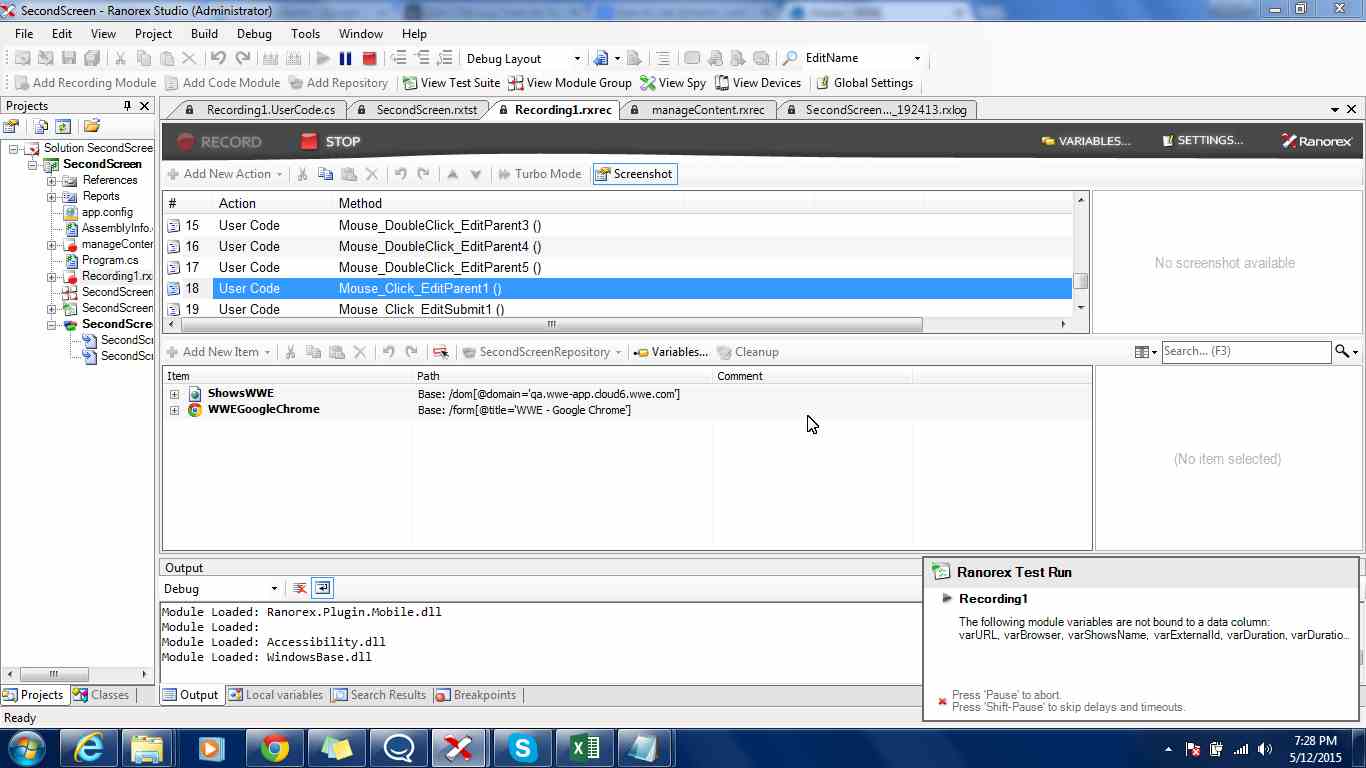 SecondScreen - Ranorex Studio (Administrator)
File Edit View Project Build Debug Tools Window Help
Debug Layout EditName
Add Recording Module Add Code Module Add Repository View Test Suite View Module Group View Spy View Devices Global Settings
Projects
Recording1.UserCode.cs SecondScreen.rxtst Recording1.rxrec manageContent.rxrec SecondScreen..._192413.rxlog
Solution SecondScree
SecondScreen
References
Reports
app.config
AssemblyInfo.
manageConter
Program.cs
Recording1.rx
SecondScreen
SecondScreen
SecondScre
SecondScr
SecondScr
RECORD STOP VARIABLES... SETTINGS... Ranorex
Add New Action Turbo Mode Screenshot
# Action Method
15 User Code Mouse_DoubleClick_EditParent3 ()
16 User Code Mouse_DoubleClick_EditParent4 ()
17 User Code Mouse_DoubleClick_EditParent5 ()
18 User Code Mouse_Click_EditParent1 ()
19 User Code Mouse_Click_EditSubmit1 ()
No screenshot available
Add New Item SecondScreenRepository Variables... Cleanup Search... (F3)
Item Path Comment
ShowsWWE Base: /dom[@domain='qa.wwe-app.cloud6.wwe.com']
WWEGoogleChrome Base: /form[@title='WWE - Google Chrome']
(No item selected)
Output
Debug
Module Loaded: Ranorex.Plugin.Mobile.dll
Module Loaded:
Module Loaded: Accessibility.dll
Module Loaded: WindowsBase.dll
Ranorex Test Run
Recording1
The following module variables are not bound to a data column:
varURL, varBrowser, varShowsName, varExternalId, varDuration, varDuratio...
Press 'Pause' to abort.
Press 'Shift-Pause' to skip delays and timeouts.
Projects Classes Output Local variables Search Results Breakpoints
Ready
7:28 PM
5/12/2015